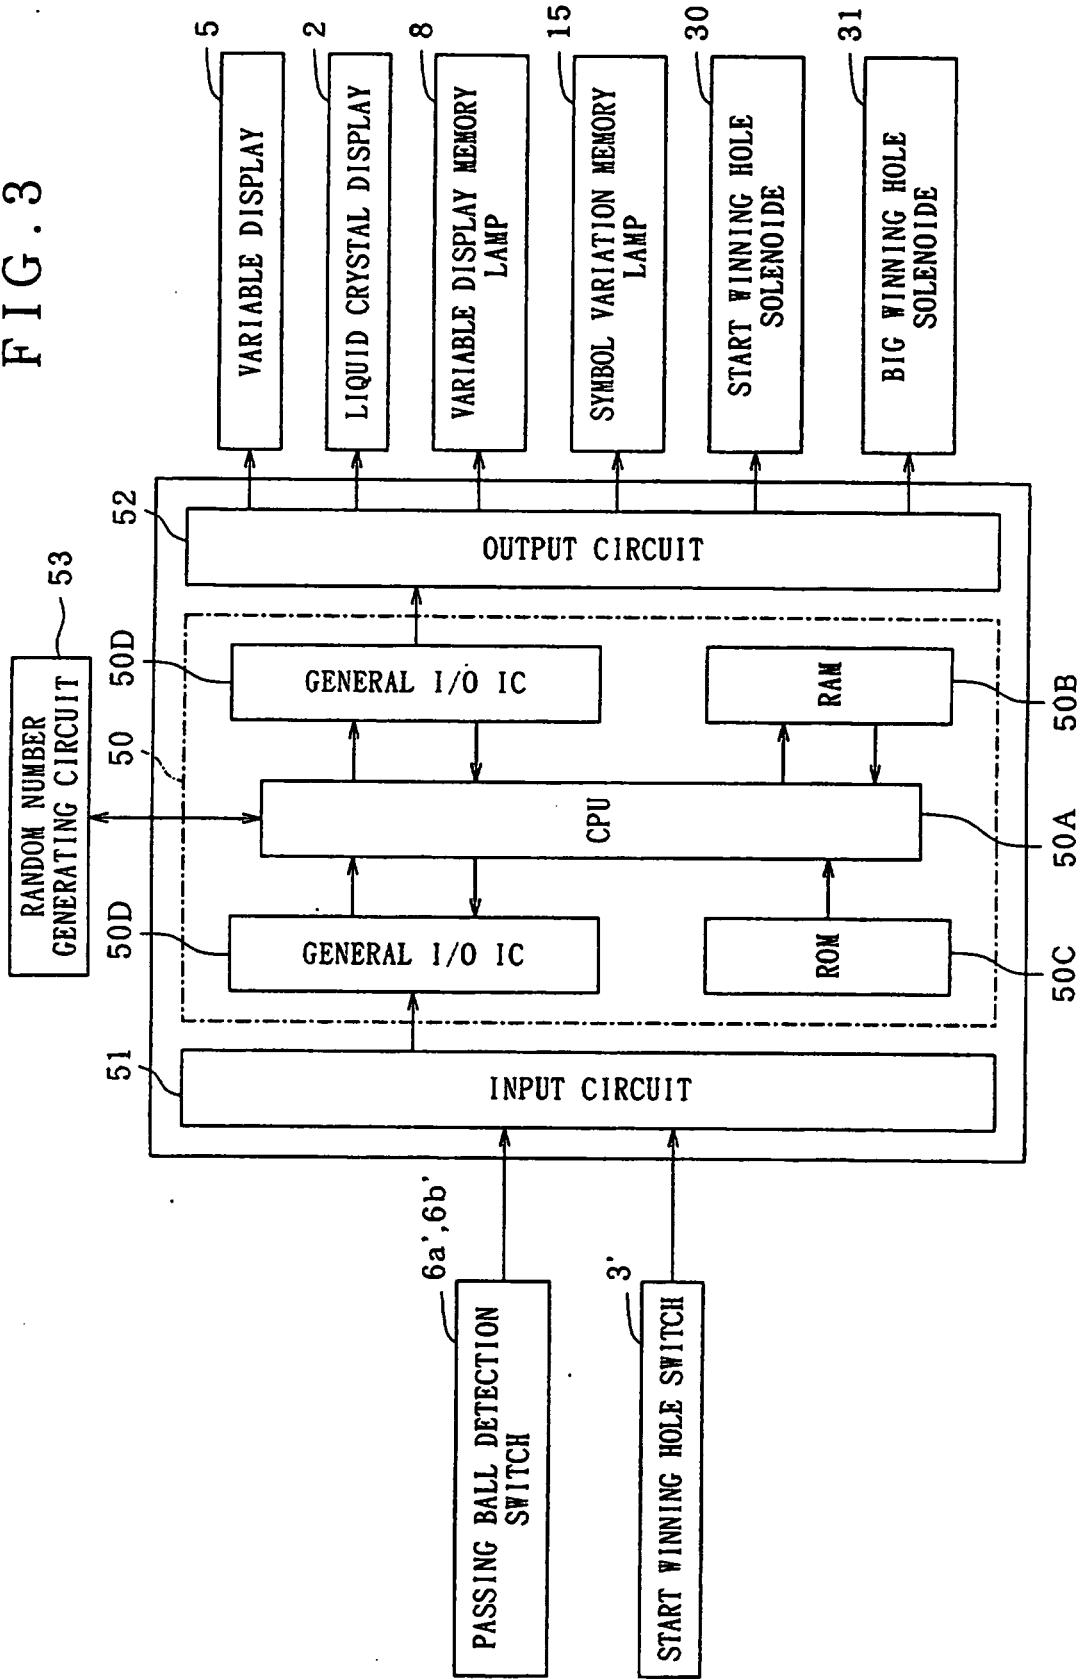 FIG.3
RANDOM NUMBER
GENERATING CIRCUIT
53
6a',6b'
PASSING BALL DETECTION
SWITCH
3'
START WINNING HOLE SWITCH
51
INPUT CIRCUIT
50
50D
GENERAL I/O IC
ROM
50C
CPU
50A
50D
GENERAL I/O IC
RAM
50B
52
OUTPUT CIRCUIT
5
VARIABLE DISPLAY
2
LIQUID CRYSTAL DISPLAY
8
VARIABLE DISPLAY MEMORY
LAMP
15
SYMBOL VARIATION MEMORY
LAMP
30
START WINNING HOLE
SOLENOIDE
31
BIG WINNING HOLE
SOLENOIDE